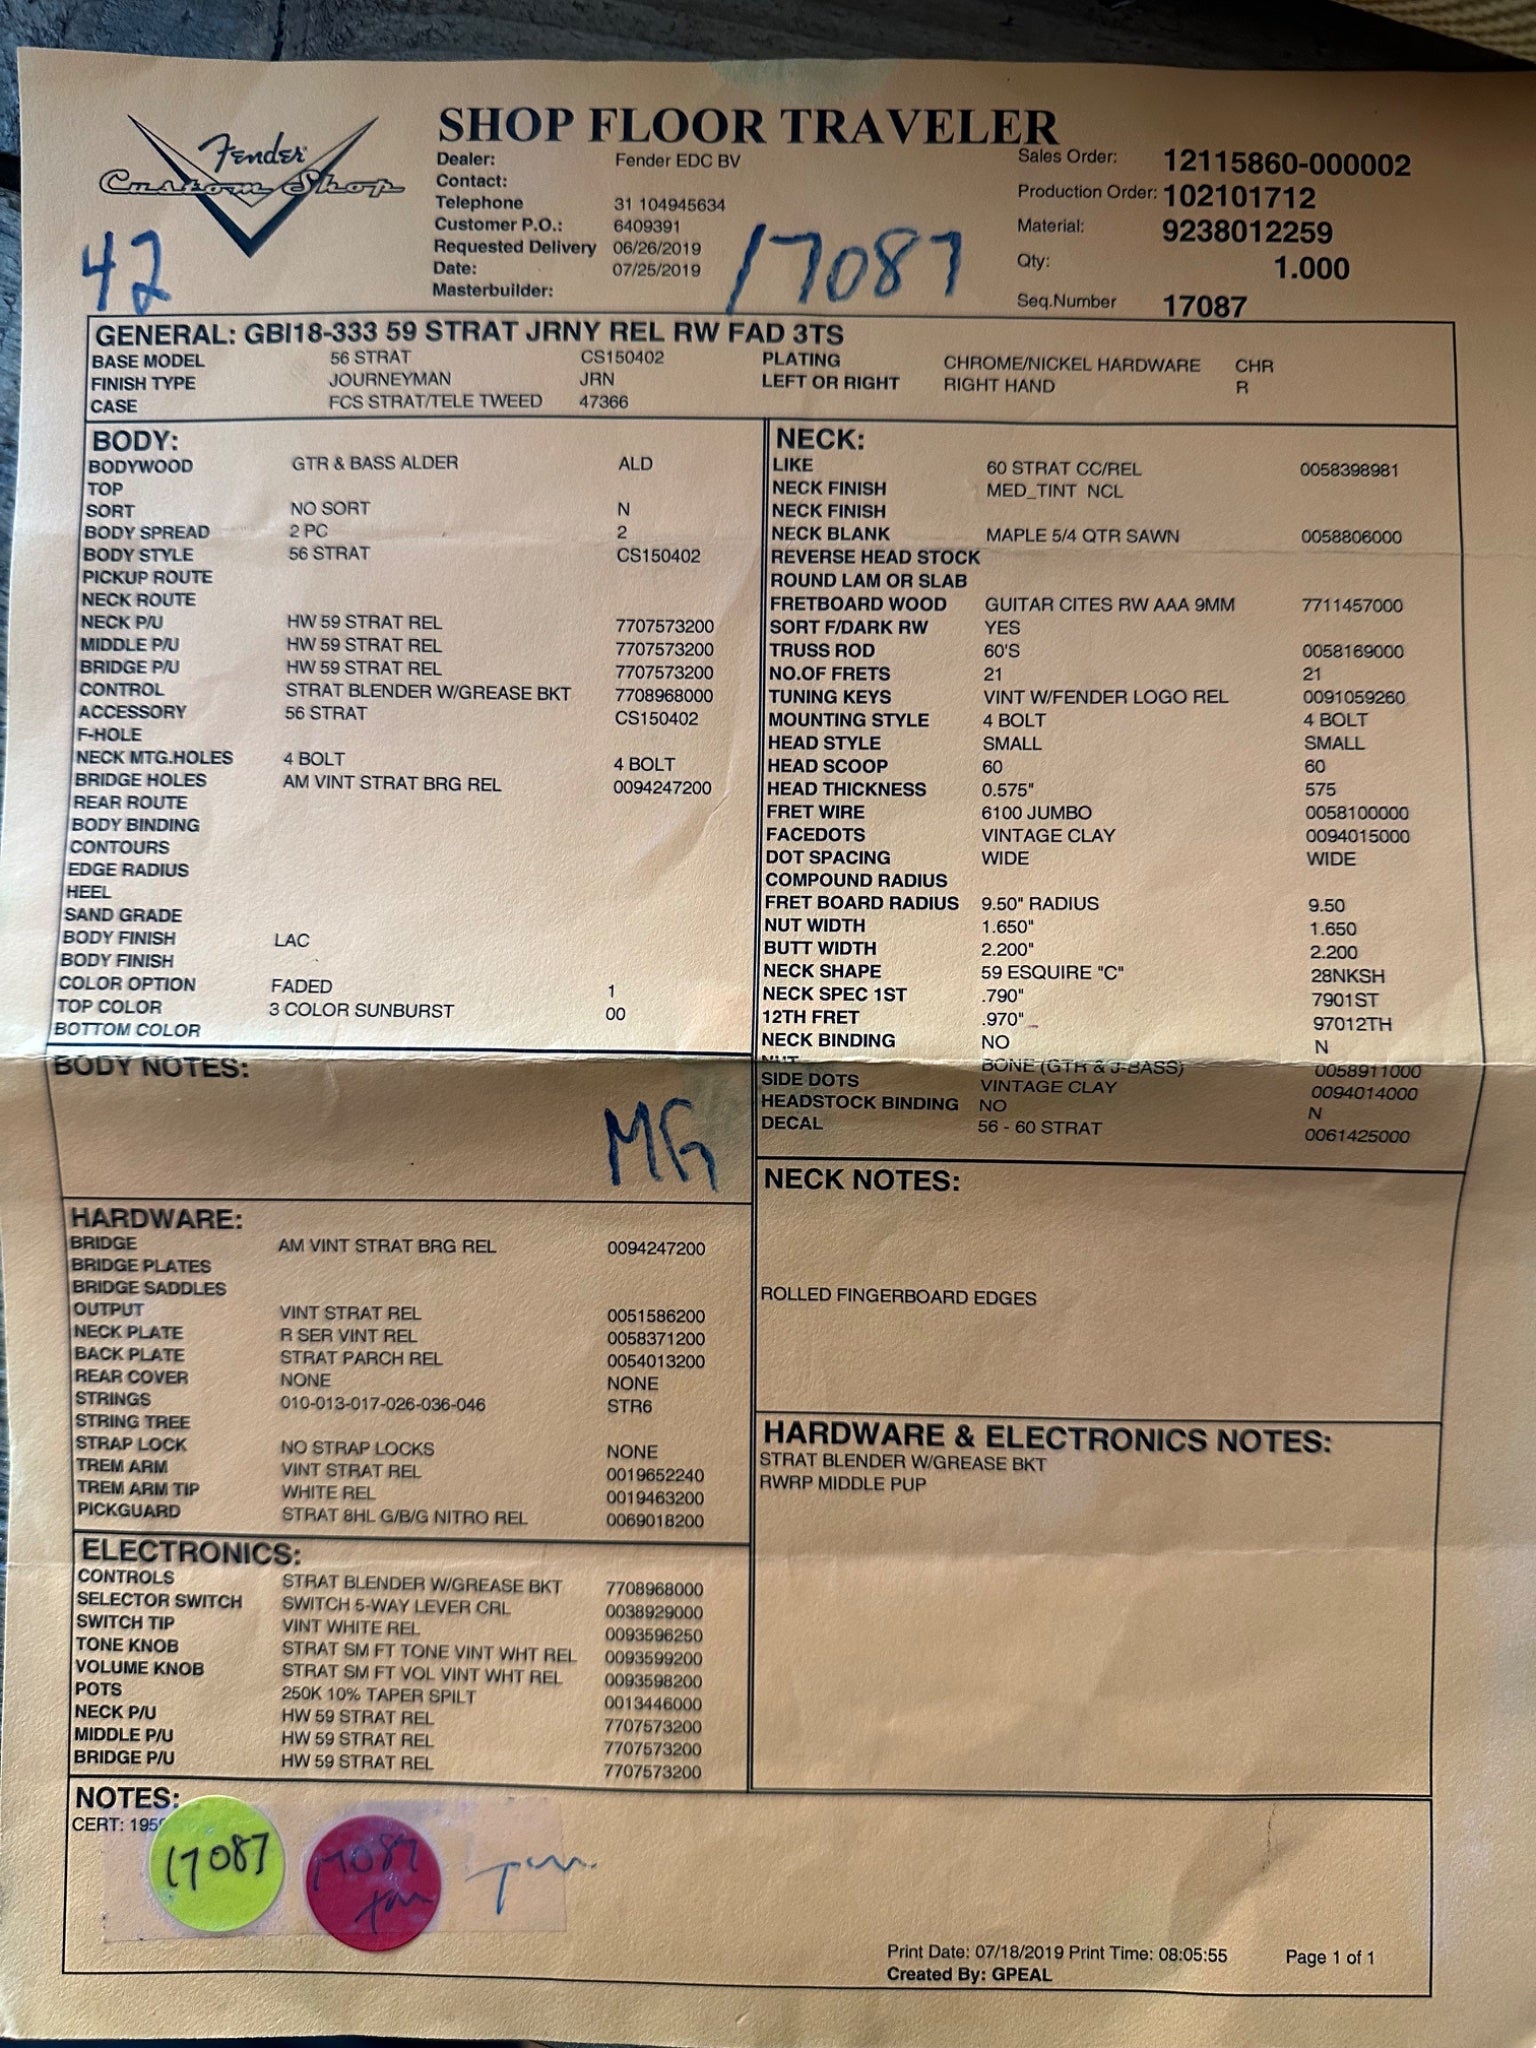 Fender
Custom Shop
SHOP FLOOR TRAVELER
Dealer: Fender EDC BV
Contact:
Telephone 31 104945634
Customer P.O.: 6409391
Requested Delivery 06/26/2019
Date: 07/25/2019
Masterbuilder:
Sales Order: 12115860-000002
Production Order: 102101712
Material: 9238012259
Qty: 1.000
Seq.Number 17087
42
17087
GENERAL: GBI18-333 59 STRAT JRNY REL RW FAD 3TS
BASE MODEL 56 STRAT CS150402 PLATING CHROME/NICKEL HARDWARE CHR
FINISH TYPE JOURNEYMAN JRN LEFT OR RIGHT RIGHT HAND R
CASE FCS STRAT/TELE TWEED 47366
BODY:
BODYWOOD GTR & BASS ALDER ALD
TOP
SORT NO SORT N
BODY SPREAD 2 PC 2
BODY STYLE 56 STRAT CS150402
PICKUP ROUTE
NECK ROUTE
NECK P/U HW 59 STRAT REL 7707573200
MIDDLE P/U HW 59 STRAT REL 7707573200
BRIDGE P/U HW 59 STRAT REL 7707573200
CONTROL STRAT BLENDER W/GREASE BKT 7708968000
ACCESSORY 56 STRAT CS150402
F-HOLE
NECK MTG.HOLES 4 BOLT 4 BOLT
BRIDGE HOLES AM VINT STRAT BRG REL 0094247200
REAR ROUTE
BODY BINDING
CONTOURS
EDGE RADIUS
HEEL
SAND GRADE
BODY FINISH LAC
BODY FINISH
COLOR OPTION FADED 1
TOP COLOR 3 COLOR SUNBURST 00
BOTTOM COLOR
BODY NOTES:
MG
NECK:
LIKE 60 STRAT CC/REL 0058398981
NECK FINISH MED_TINT NCL
NECK FINISH
NECK BLANK MAPLE 5/4 QTR SAWN 0058806000
REVERSE HEAD STOCK
ROUND LAM OR SLAB
FRETBOARD WOOD GUITAR CITES RW AAA 9MM 7711457000
SORT F/DARK RW YES
TRUSS ROD 60'S 0058169000
NO.OF FRETS 21 21
TUNING KEYS VINT W/FENDER LOGO REL 0091059260
MOUNTING STYLE 4 BOLT 4 BOLT
HEAD STYLE SMALL SMALL
HEAD SCOOP 60 60
HEAD THICKNESS 0.575" 575
FRET WIRE 6100 JUMBO 0058100000
FACEDOTS VINTAGE CLAY 0094015000
DOT SPACING WIDE WIDE
COMPOUND RADIUS
FRET BOARD RADIUS 9.50" RADIUS 9.50
NUT WIDTH 1.650" 1.650
BUTT WIDTH 2.200" 2.200
NECK SHAPE 59 ESQUIRE "C" 28NKSH
NECK SPEC 1ST .790" 7901ST
12TH FRET .970" 97012TH
NECK BINDING NO N
NUT BONE (GTR & J-BASS) 0058911000
SIDE DOTS VINTAGE CLAY 0094014000
HEADSTOCK BINDING NO N
DECAL 56 - 60 STRAT 0061425000
NECK NOTES:
ROLLED FINGERBOARD EDGES
HARDWARE:
BRIDGE AM VINT STRAT BRG REL 0094247200
BRIDGE PLATES
BRIDGE SADDLES
OUTPUT VINT STRAT REL 0051586200
NECK PLATE R SER VINT REL 0058371200
BACK PLATE STRAT PARCH REL 0054013200
REAR COVER NONE NONE
STRINGS 010-013-017-026-036-046 STR6
STRING TREE
STRAP LOCK NO STRAP LOCKS NONE
TREM ARM VINT STRAT REL 0019652240
TREM ARM TIP WHITE REL 0019463200
PICKGUARD STRAT 8HL G/B/G NITRO REL 0069018200
HARDWARE & ELECTRONICS NOTES:
STRAT BLENDER W/GREASE BKT
RWRP MIDDLE PUP
ELECTRONICS:
CONTROLS STRAT BLENDER W/GREASE BKT 7708968000
SELECTOR SWITCH SWITCH 5-WAY LEVER CRL 0038929000
SWITCH TIP VINT WHITE REL 0093596250
TONE KNOB STRAT SM FT TONE VINT WHT REL 0093599200
VOLUME KNOB STRAT SM FT VOL VINT WHT REL 0093598200
POTS 250K 10% TAPER SPILT 0013446000
NECK P/U HW 59 STRAT REL 7707573200
MIDDLE P/U HW 59 STRAT REL 7707573200
BRIDGE P/U HW 59 STRAT REL 7707573200
NOTES:
CERT: 195
17087
17087
Print Date: 07/18/2019 Print Time: 08:05:55 Page 1 of 1
Created By: GPEAL